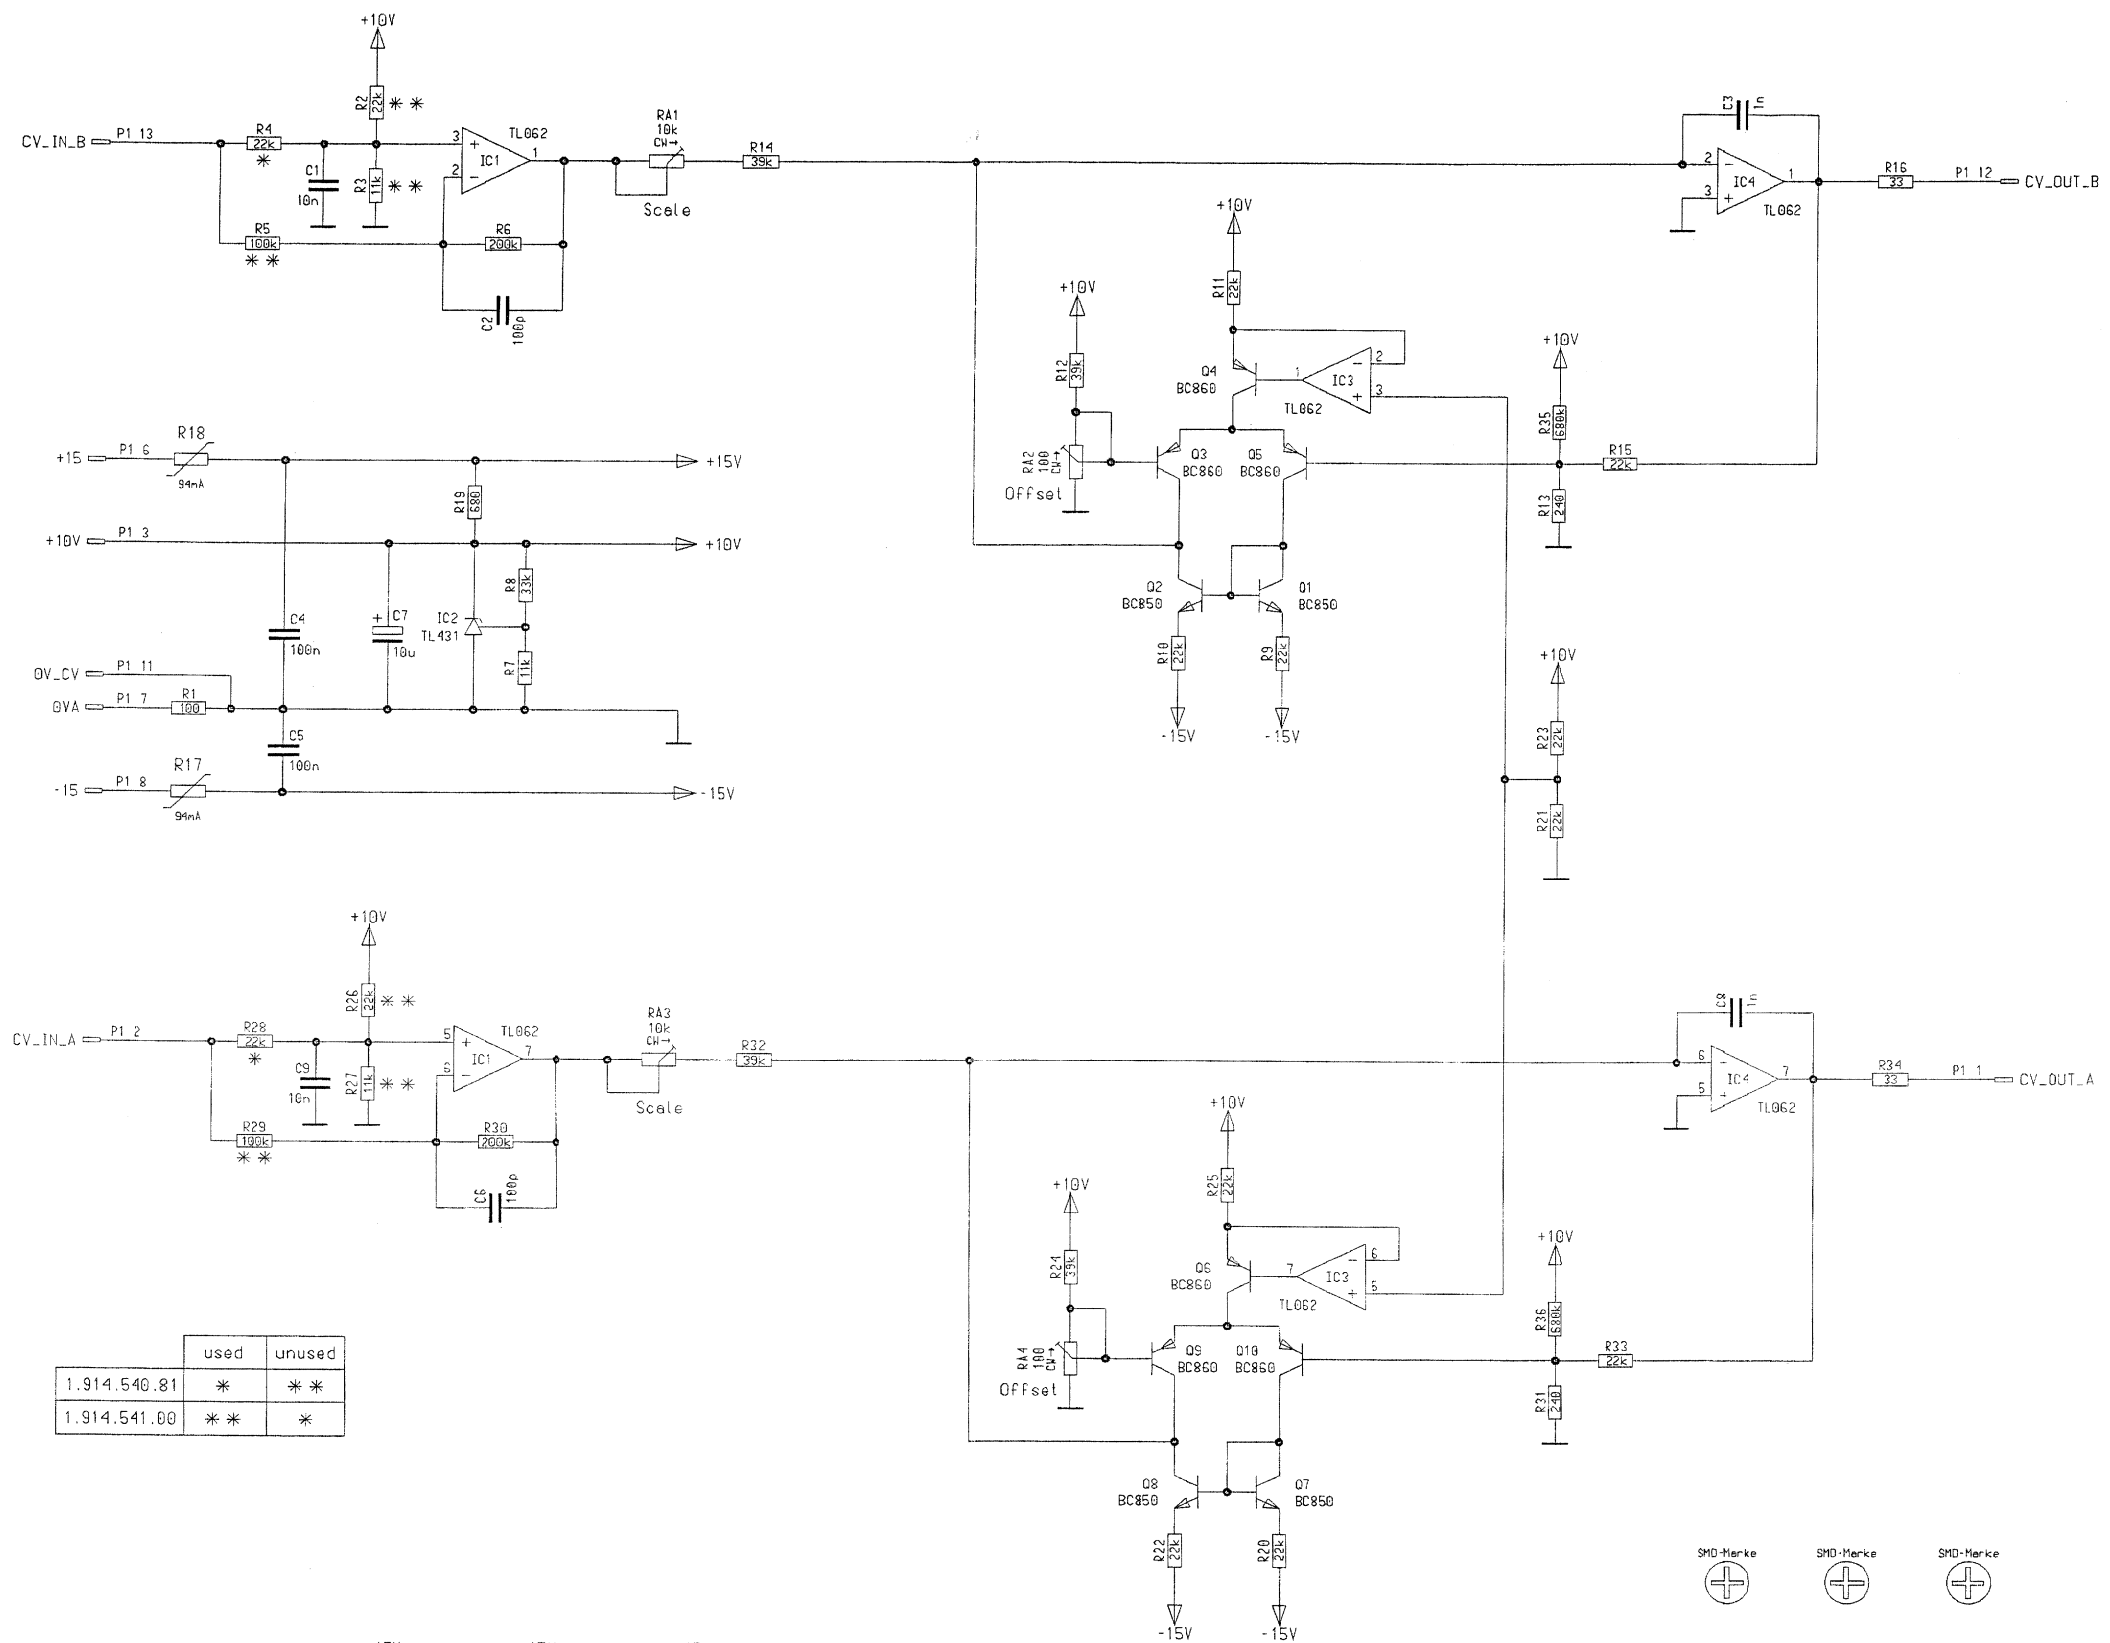 +10V
R2
22k
* *
CV_IN_B
P1 13
R4
22k
*
C1
10n
R3
11k
* *
3
2
+
-
TL062
IC1
1
R5
100k
* *
R6
200k
C2
100p
RA1
10k
CW→
Scale
R14
39k
C3
1n
2
3
-
+
IC4
1
TL062
R16
33
P1 12
CV_OUT_B
+10V
R11
22k
+10V
R12
39k
RA2
100
CW→
Offset
Q4
BC860
1
IC3
2
3
-
+
TL062
Q3
BC860
Q5
BC860
+10V
R35
680k
R15
22k
R13
240
Q2
BC850
Q1
BC850
R10
22k
R9
22k
-15V
-15V
+15
P1 6
R18
94mA
+15V
R19
680
+10V
P1 3
+10V
R8
33k
C4
100n
+
C7
10u
IC2
TL431
R7
11k
0V_CV
P1 11
0VA
P1 7
R1
100
C5
100n
-15
P1 8
R17
94mA
-15V
+10V
R23
22k
R21
22k
+10V
R26
22k
* *
CV_IN_A
P1 2
R28
22k
*
C9
10n
R27
11k
* *
5
6
+
-
TL062
IC1
7
R29
100k
* *
R30
200k
C6
100p
RA3
10k
CW→
Scale
R32
39k
C8
1n
6
5
-
+
IC4
7
TL062
R34
33
P1 1
CV_OUT_A
+10V
R25
22k
+10V
R24
39k
RA4
100
CW→
Offset
Q6
BC860
7
IC3
6
5
-
+
TL062
Q9
BC860
Q10
BC860
+10V
R36
680k
R33
22k
R31
240
Q8
BC850
Q7
BC850
R22
22k
R20
22k
-15V
-15V
used unused
1.914.540.81 * * *
1.914.541.00 * * *
SMD-Marke SMD-Marke SMD-Marke